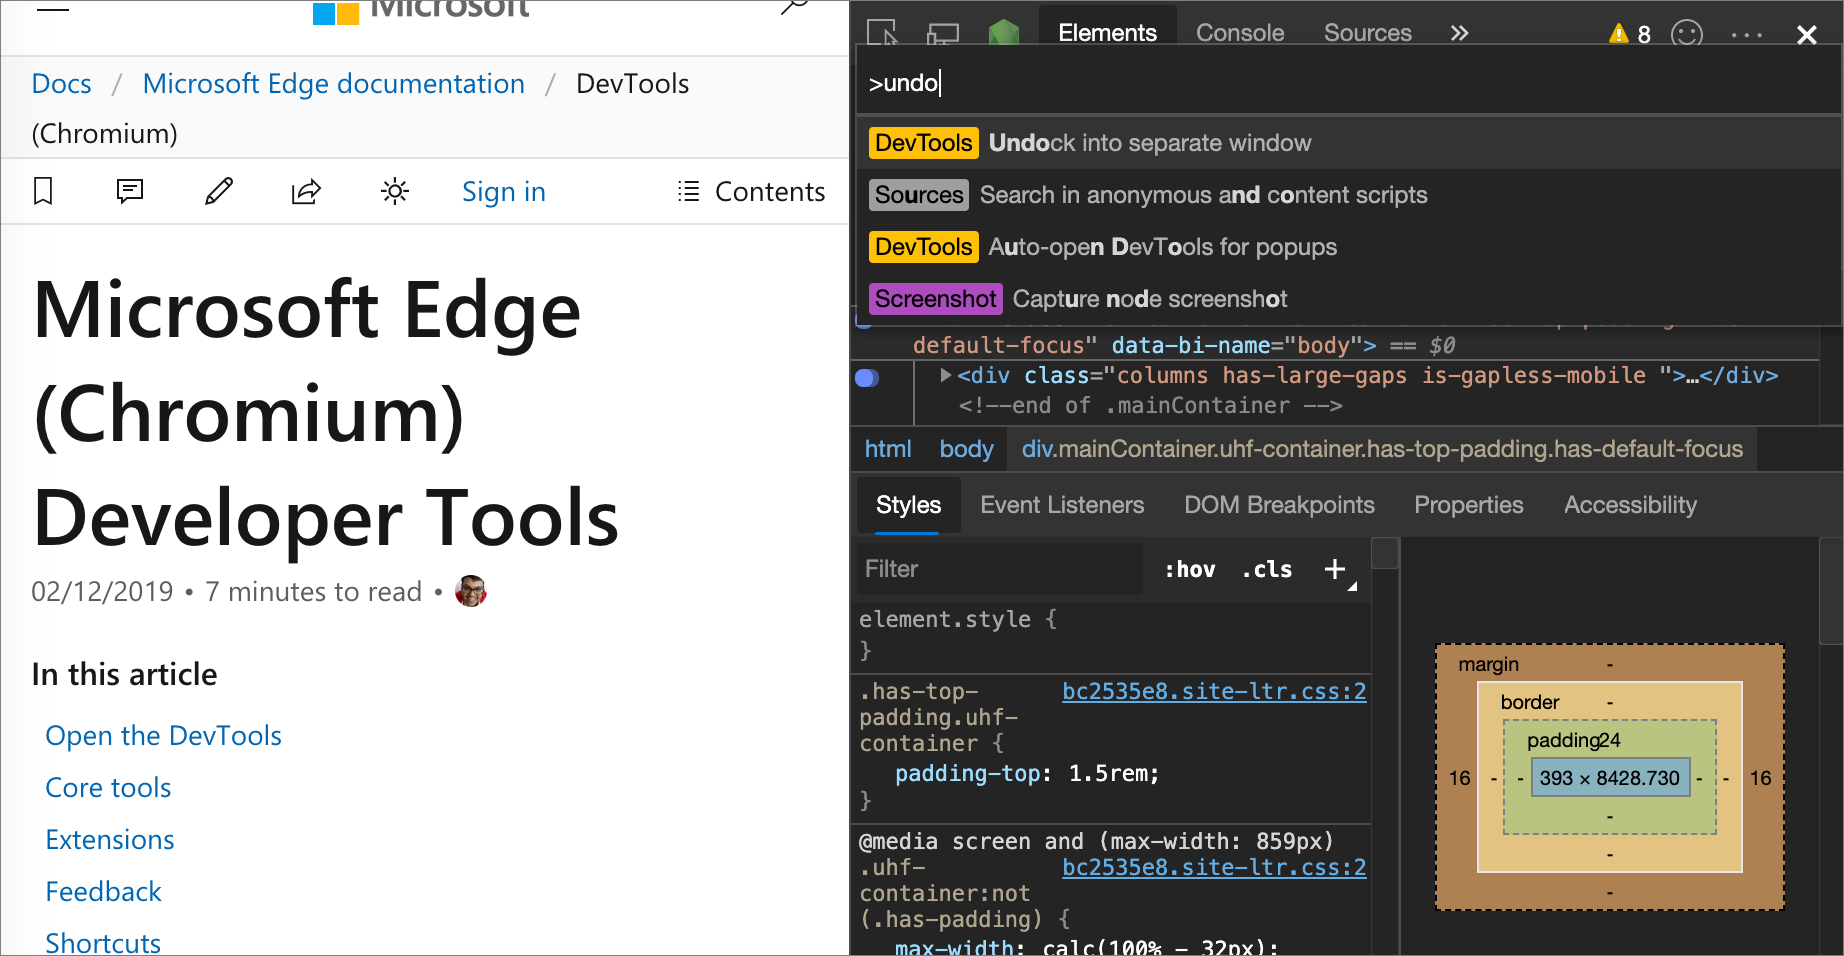 Microsoft
Docs / Microsoft Edge documentation / DevTools
(Chromium)
Sign in
Contents
Microsoft Edge
(Chromium)
Developer Tools
02/12/2019 • 7 minutes to read •
In this article
Open the DevTools
Core tools
Extensions
Feedback
Shortcuts
Elements Console Sources » 8
>undo
DevTools Undock into separate window
Sources Search in anonymous and content scripts
DevTools Auto-open DevTools for popups
Screenshot Capture node screenshot
default-focus" data-bi-name="body"> == $0
<div class="columns has-large-gaps is-gapless-mobile ">…</div>
<!--end of .mainContainer -->
html body div.mainContainer.uhf-container.has-top-padding.has-default-focus
Styles Event Listeners DOM Breakpoints Properties Accessibility
Filter :hov .cls +
element.style {
}
.has-top- bc2535e8.site-ltr.css:2
padding.uhf-
container {
padding-top: 1.5rem;
}
@media screen and (max-width: 859px)
.uhf- bc2535e8.site-ltr.css:2
container:not
(.has-padding) {
max-width: calc(100% - 32px);
margin -
border -
padding24
16 - - 393 × 8428.730 - - 16
-
-
-